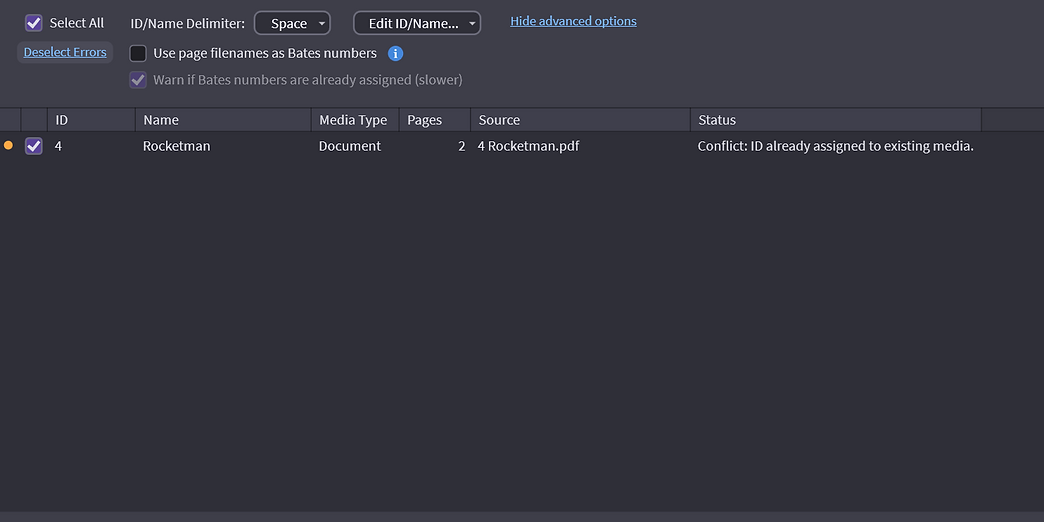 Select All ID/Name Delimiter: Space Edit ID/Name... Hide advanced options
Deselect Errors Use page filenames as Bates numbers i
Warn if Bates numbers are already assigned (slower)
ID Name Media Type Pages Source Status
4 Rocketman Document 2 4 Rocketman.pdf Conflict: ID already assigned to existing media.